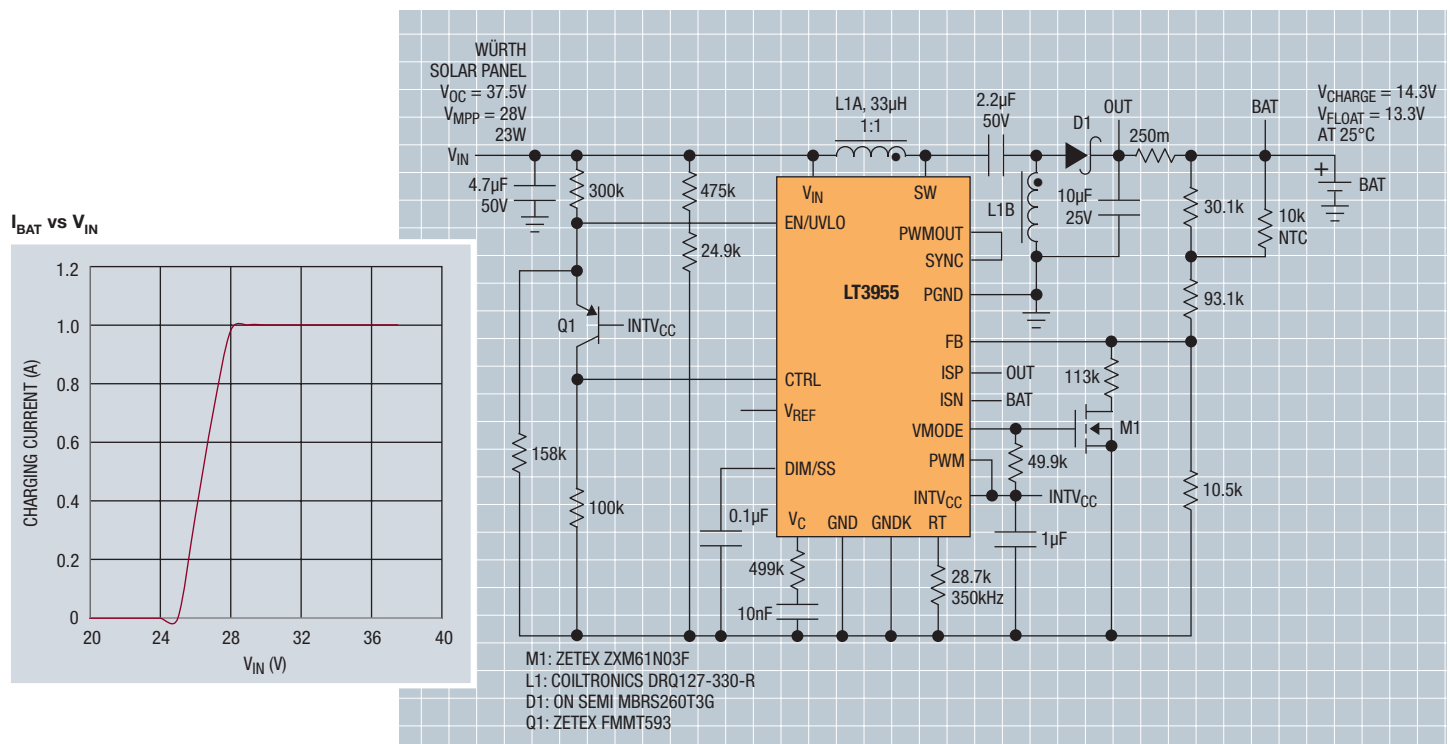 WÜRTH
SOLAR PANEL
VOC = 37.5V
VMPP = 28V
23W
VIN
4.7µF
50V
300k
475k
24.9k
L1A, 33µH
1:1
2.2µF
50V
D1
OUT
250m
BAT
VCHARGE = 14.3V
VFLOAT = 13.3V
AT 25°C
+
BAT
L1B
10µF
25V
30.1k
10k
NTC
93.1k
VIN
SW
EN/UVLO
PWMOUT
SYNC
LT3955
PGND
Q1
INTVCC
FB
CTRL
ISP
OUT
ISN
BAT
113k
VREF
VMODE
M1
158k
49.9k
PWM
DIM/SS
INTVCC
INTVCC
10.5k
100k
0.1µF
VC
GND
GNDK
RT
1µF
499k
10nF
28.7k
350kHz
M1: ZETEX ZXM61N03F
L1: COILTRONICS DRQ127-330-R
D1: ON SEMI MBRS260T3G
Q1: ZETEX FMMT593
IBAT vs VIN
CHARGING CURRENT (A)
1.2
1.0
0.8
0.6
0.4
0.2
0
20
24
28
32
36
40
VIN (V)